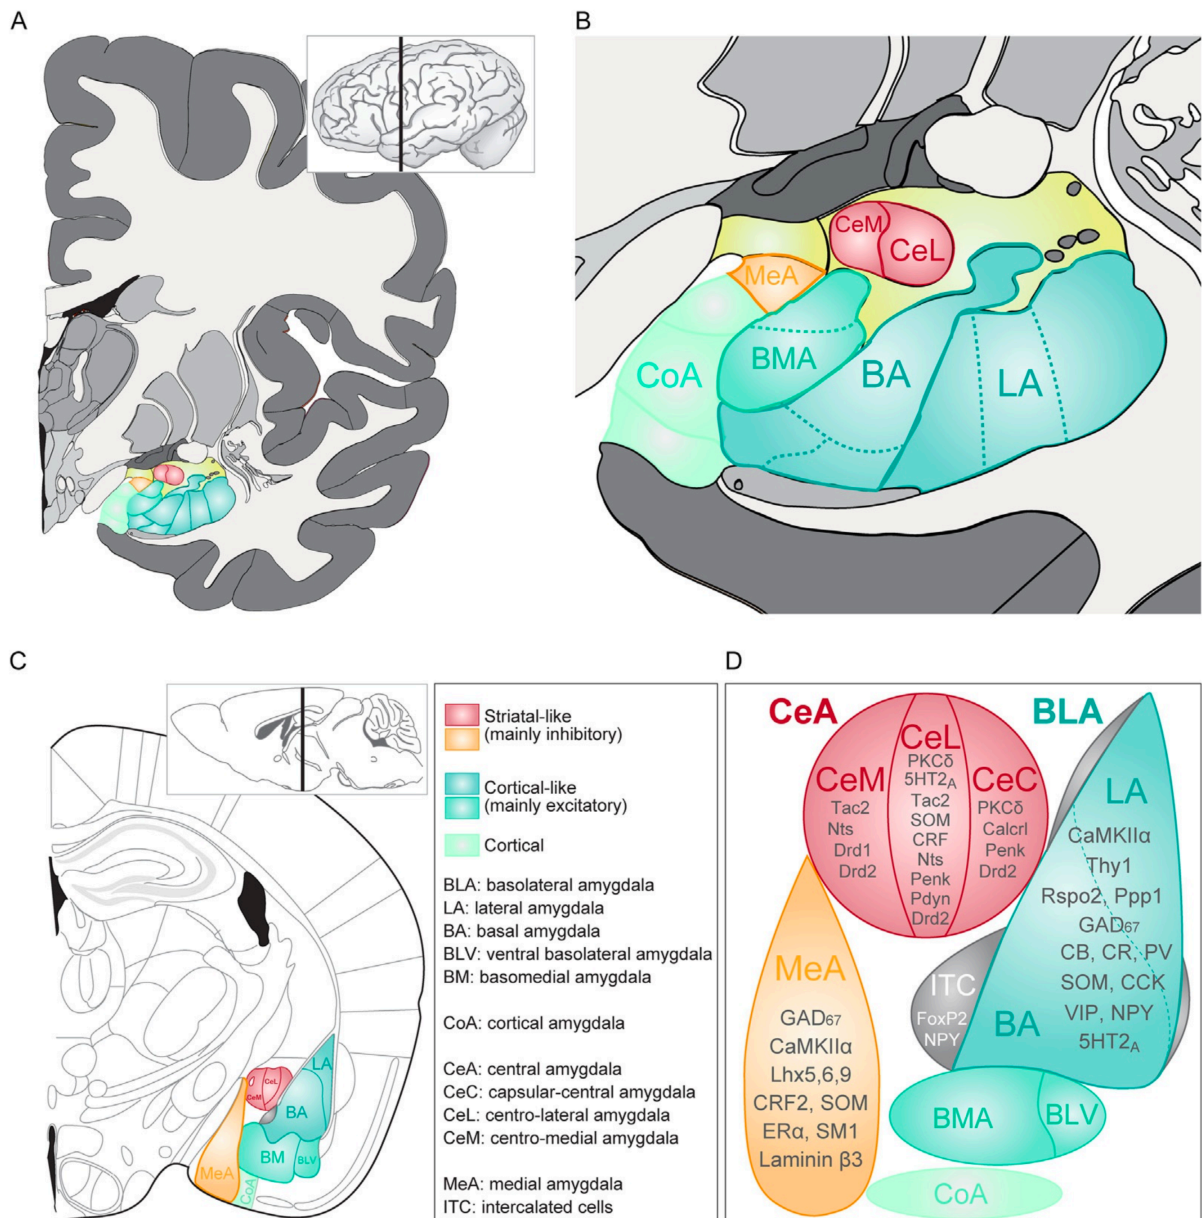 A
B
CeM
CeL
MeA
CoA
BMA
BA
LA
C
Striatal-like
(mainly inhibitory)
Cortical-like
(mainly excitatory)
Cortical
BLA: basolateral amygdala
LA: lateral amygdala
BA: basal amygdala
BLV: ventral basolateral amygdala
BM: basomedial amygdala
CoA: cortical amygdala
CeA: central amygdala
CeC: capsular-central amygdala
CeL: centro-lateral amygdala
CeM: centro-medial amygdala
MeA: medial amygdala
ITC: intercalated cells
LA
CeL
CeM
BA
BM
BLV
MeA
CoA
D
CeA
BLA
CeL
PKCδ
5HT2A
Tac2
SOM
CRF
Nts
Penk
Pdyn
Drd2
CeM
Tac2
Nts
Drd1
Drd2
CeC
PKCδ
Calcrl
Penk
Drd2
LA
CaMKIIα
Thy1
Rspo2, Ppp1
GAD67
CB, CR, PV
SOM, CCK
VIP, NPY
5HT2A
BA
ITC
FoxP2
NPY
MeA
GAD67
CaMKIIα
Lhx5,6,9
CRF2, SOM
ERα, SM1
Laminin β3
BMA
BLV
CoA